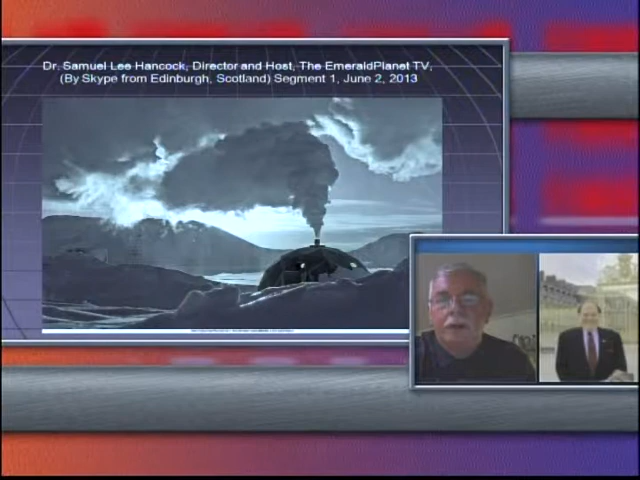 Dr. Samuel Lee Hancock, Director and Host, The EmeraldPlanet TV,
(By Skype from Edinburgh, Scotland) Segment 1, June 2, 2013